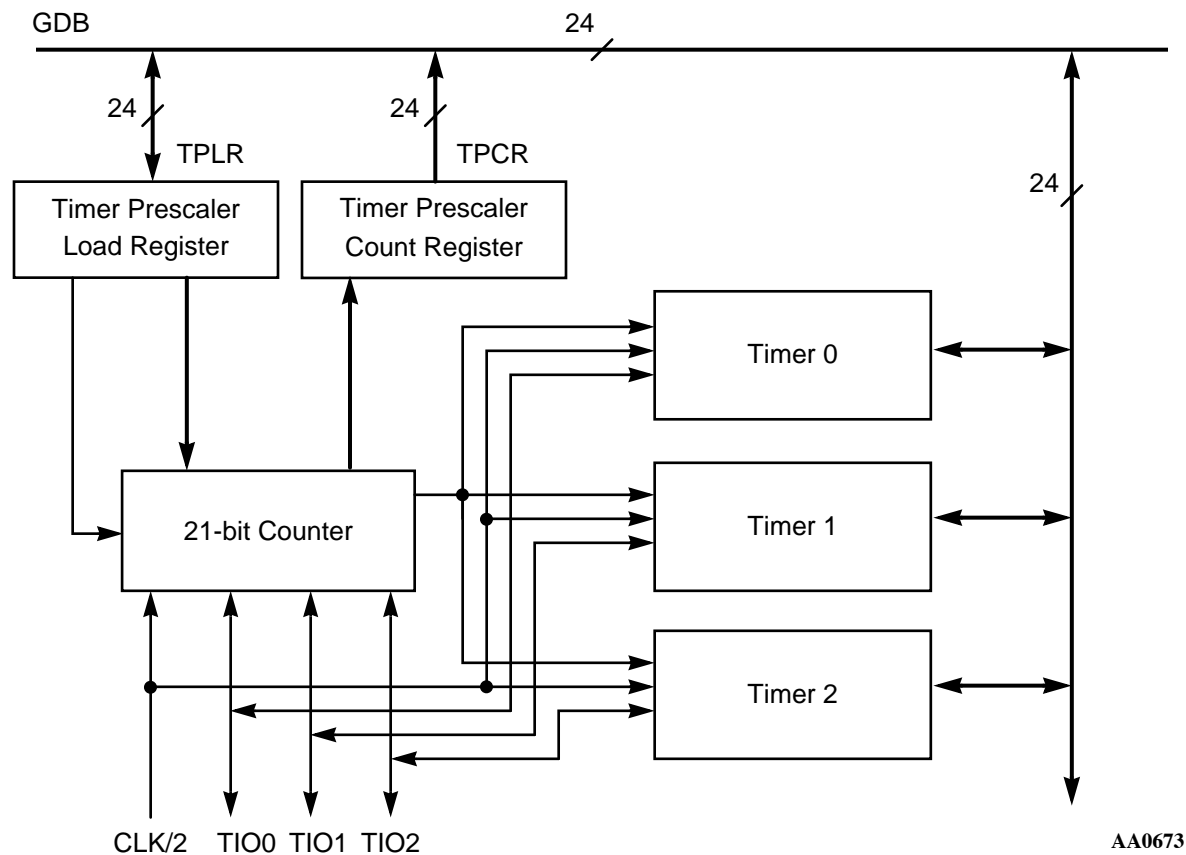 GDB
24
24
24
TPLR
TPCR
24
Timer Prescaler
Load Register
Timer Prescaler
Count Register
Timer 0
21-bit Counter
Timer 1
Timer 2
CLK/2
TIO0
TIO1
TIO2
AA0673